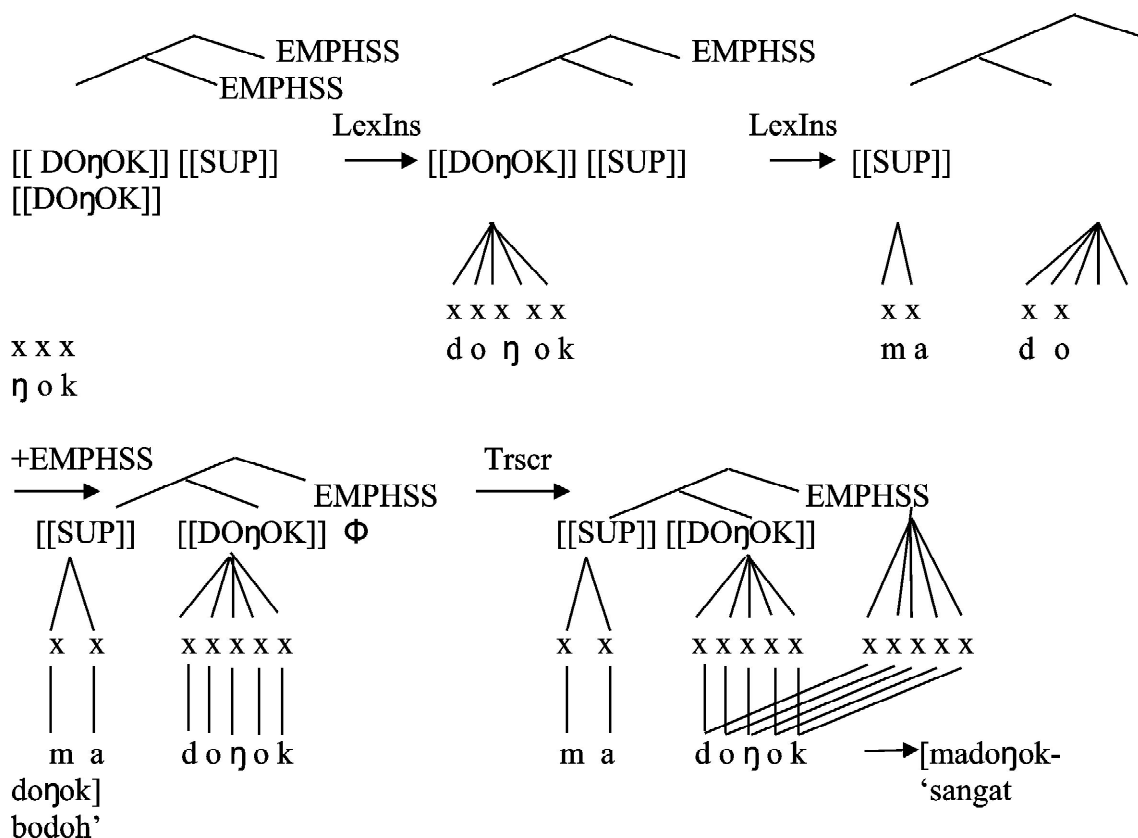 EMPHSS EMPHSS
EMPHSS
LexIns LexIns
[[ DOŋOK]] [[SUP]] [[DOŋOK]] [[SUP]] [[SUP]]
[[DOŋOK]]
x x x x x x x x x
d o ŋ o k m a d o
x x x
ŋ o k
+EMPHSS Trscr
EMPHSS EMPHSS
[[SUP]] [[DOŋOK]] Φ [[SUP]] [[DOŋOK]]
x x x x x x x x x x x x x x x x x x x
m a d o ŋ o k m a d o ŋ o k [madoŋok-
doŋok] ‘sangat
bodoh’